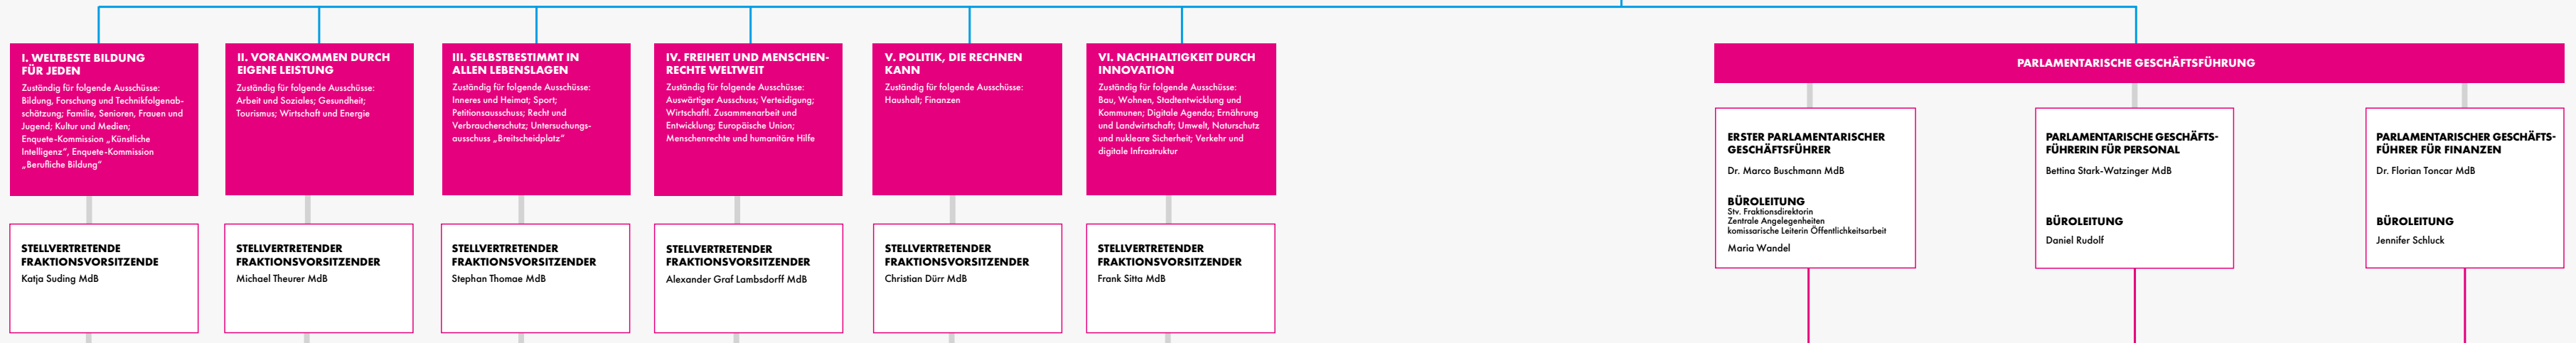 I. WELTBESTE BILDUNG
FÜR JEDEN
Zuständig für folgende Ausschüsse:
Bildung, Forschung und Technikfolgenab-
schätzung; Familie, Senioren, Frauen und
Jugend; Kultur und Medien;
Enquete-Kommission „Künstliche
Intelligenz“, Enquete-Kommission
„Berufliche Bildung“
STELLVERTRETENDE
FRAKTIONSVORSITZENDE
Katja Suding MdB
II. VORANKOMMEN DURCH
EIGENE LEISTUNG
Zuständig für folgende Ausschüsse:
Arbeit und Soziales; Gesundheit;
Tourismus; Wirtschaft und Energie
STELLVERTRETENDER
FRAKTIONSVORSITZENDER
Michael Theurer MdB
III. SELBSTBESTIMMT IN
ALLEN LEBENSLAGEN
Zuständig für folgende Ausschüsse:
Inneres und Heimat; Sport;
Petitionsausschuss; Recht und
Verbraucherschutz; Untersuchungs-
ausschuss „Breitscheidplatz“
STELLVERTRETENDER
FRAKTIONSVORSITZENDER
Stephan Thomae MdB
IV. FREIHEIT UND MENSCHEN-
RECHTE WELTWEIT
Zuständig für folgende Ausschüsse:
Auswärtiger Ausschuss; Verteidigung;
Wirtschaftl. Zusammenarbeit und
Entwicklung; Europäische Union;
Menschenrechte und humanitäre Hilfe
STELLVERTRETENDER
FRAKTIONSVORSITZENDER
Alexander Graf Lambsdorff MdB
V. POLITIK, DIE RECHNEN
KANN
Zuständig für folgende Ausschüsse:
Haushalt; Finanzen
STELLVERTRETENDER
FRAKTIONSVORSITZENDER
Christian Dürr MdB
VI. NACHHALTIGKEIT DURCH
INNOVATION
Zuständig für folgende Ausschüsse:
Bau, Wohnen, Stadtentwicklung und
Kommunen; Digitale Agenda; Ernährung
und Landwirtschaft; Umwelt, Naturschutz
und nukleare Sicherheit; Verkehr und
digitale Infrastruktur
STELLVERTRETENDER
FRAKTIONSVORSITZENDER
Frank Sitta MdB
PARLAMENTARISCHE GESCHÄFTSFÜHRUNG
ERSTER PARLAMENTARISCHER
GESCHÄFTSFÜHRER
Dr. Marco Buschmann MdB
BÜROLEITUNG
Stv. Fraktionsdirektorin
Zentrale Angelegenheiten
komissarische Leiterin Öffentlichkeitsarbeit
Maria Wandel
PARLAMENTARISCHE GESCHÄFTS-
FÜHRERIN FÜR PERSONAL
Bettina Stark-Watzinger MdB
BÜROLEITUNG
Daniel Rudolf
PARLAMENTARISCHER GESCHÄFTS-
FÜHRER FÜR FINANZEN
Dr. Florian Toncar MdB
BÜROLEITUNG
Jennifer Schluck